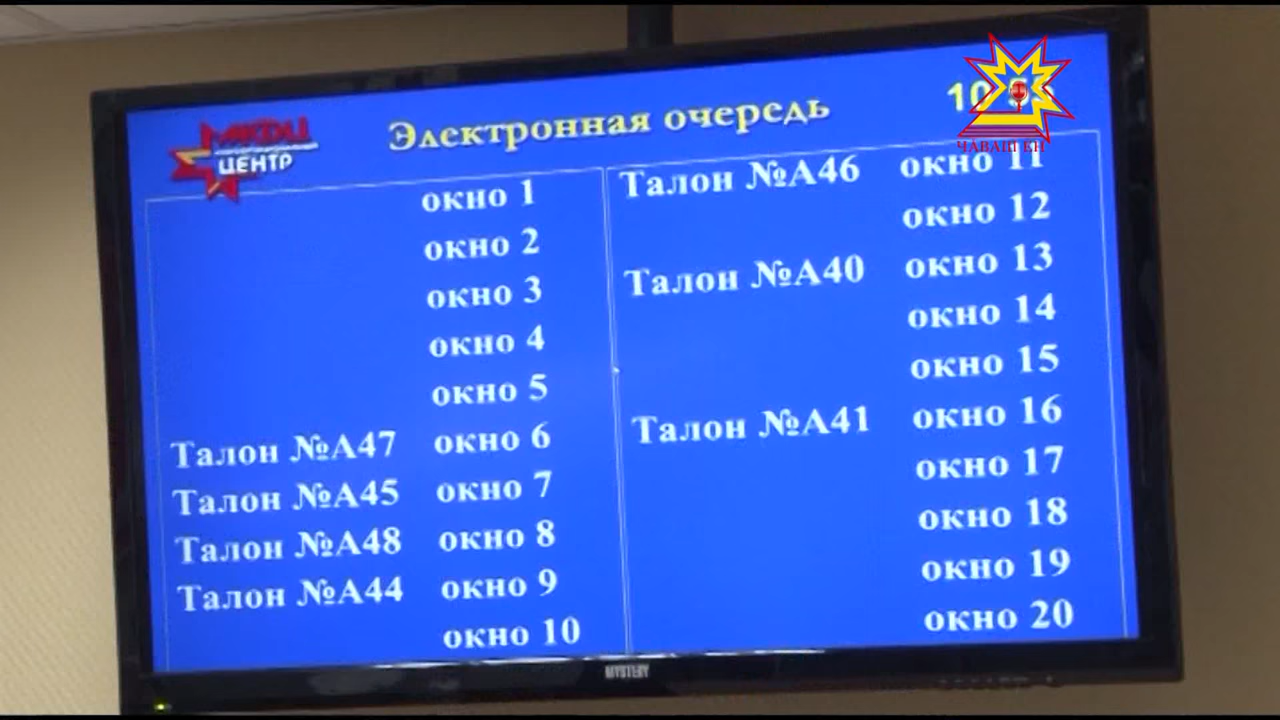 Электронная очередь
ЦЕНТР
ЧӐВАШ ЕН
окно 1
окно 2
окно 3
окно 4
окно 5
Талон №А47 окно 6
Талон №А45 окно 7
Талон №А48 окно 8
Талон №А44 окно 9
окно 10
Талон №А46 окно 11
окно 12
Талон №А40 окно 13
окно 14
окно 15
Талон №А41 окно 16
окно 17
окно 18
окно 19
окно 20
MYSTERY